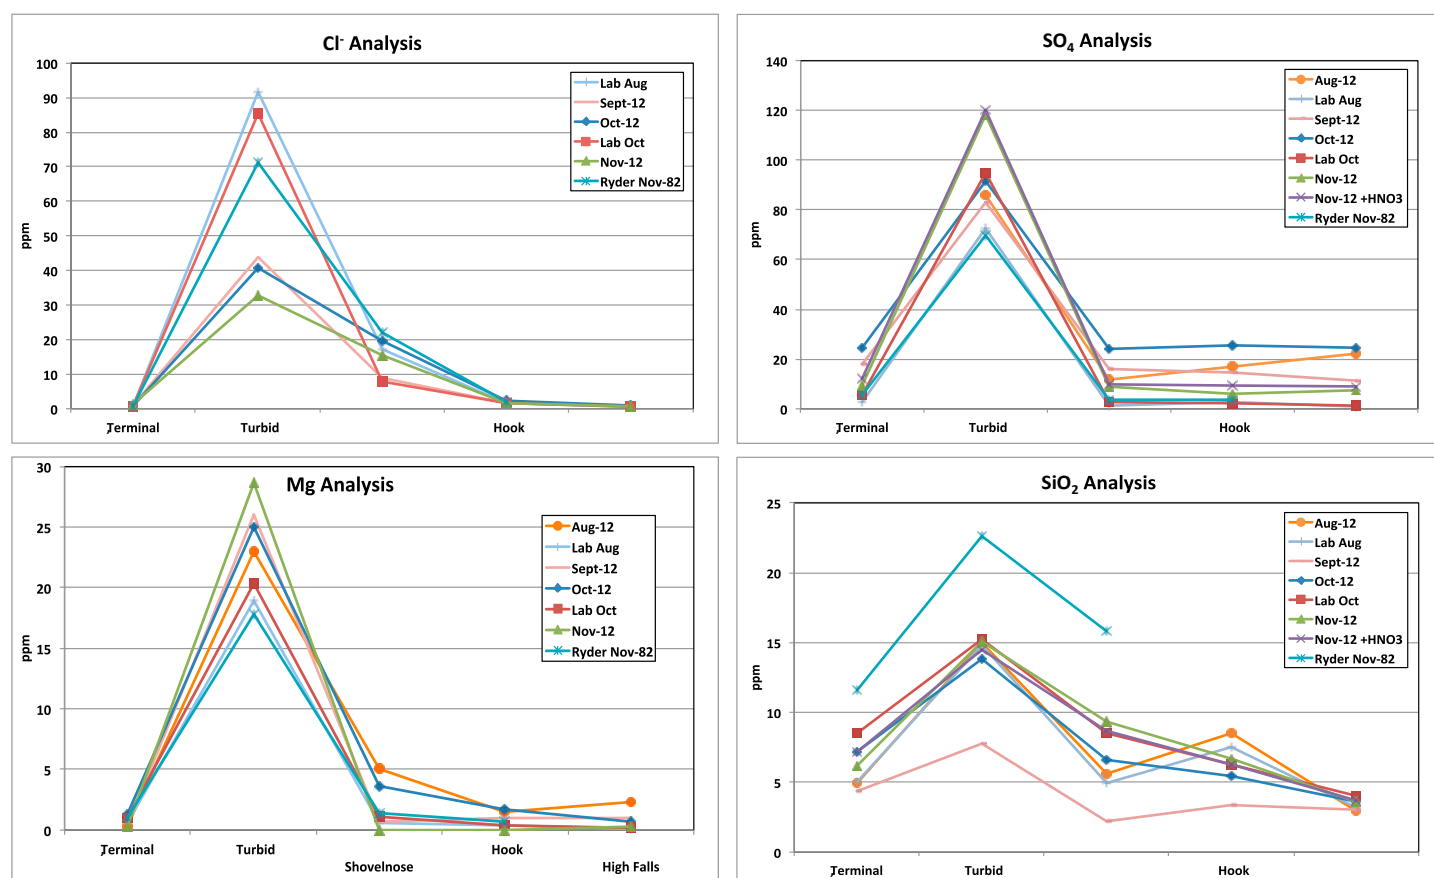 Cl- Analysis
100
90
80
70
60
50
40
30
20
10
0
ppm
Lab Aug
Sept-12
Oct-12
Lab Oct
Nov-12
Ryder Nov-82
Terminal
Turbid
Hook
SO4 Analysis
140
120
100
80
60
40
20
0
ppm
Aug-12
Lab Aug
Sept-12
Oct-12
Lab Oct
Nov-12
Nov-12 +HNO3
Ryder Nov-82
Terminal
Turbid
Hook
Mg Analysis
30
25
20
15
10
5
0
ppm
Aug-12
Lab Aug
Sept-12
Oct-12
Lab Oct
Nov-12
Ryder Nov-82
Terminal
Turbid
Shovelnose
Hook
High Falls
SiO2 Analysis
25
20
15
10
5
0
ppm
Aug-12
Lab Aug
Sept-12
Oct-12
Lab Oct
Nov-12
Nov-12 +HNO3
Ryder Nov-82
Terminal
Turbid
Hook